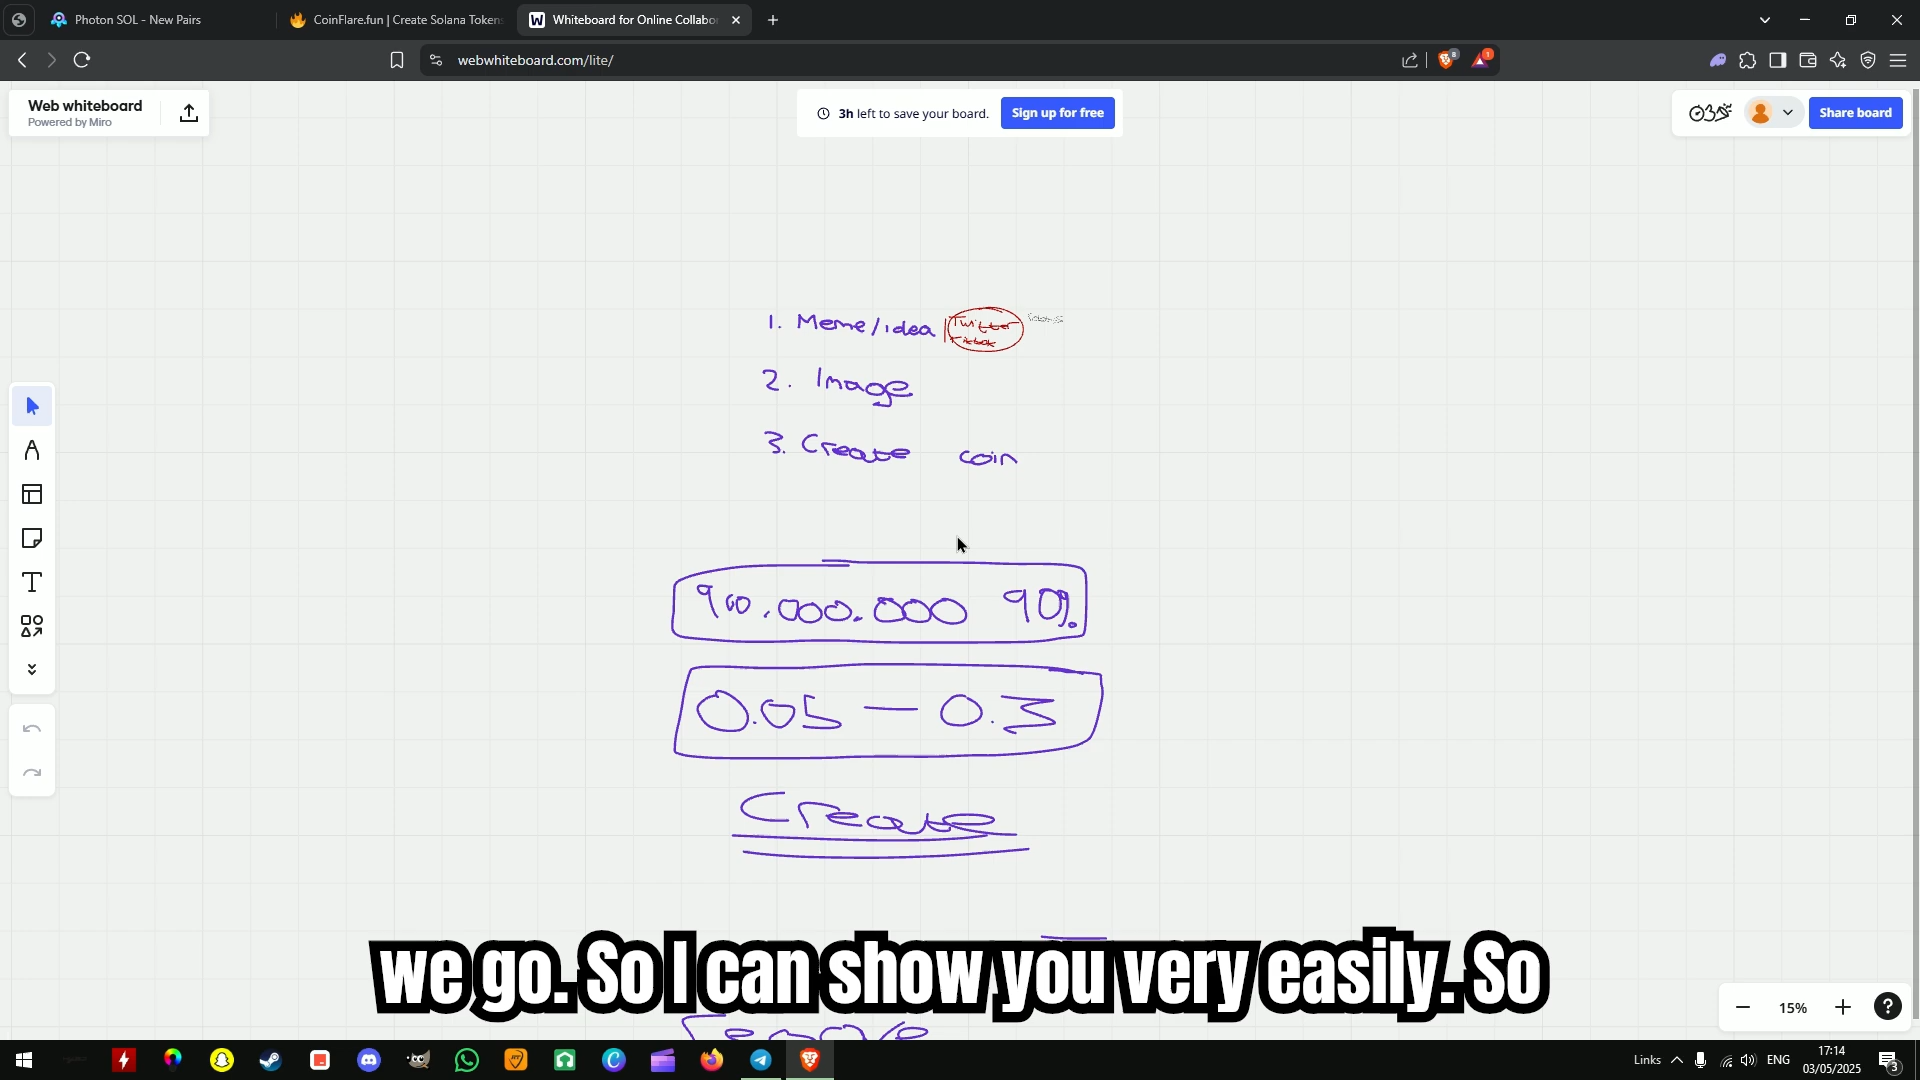 Photon SOL - New Pairs
CoinFlare.fun | Create Solana Token
Whiteboard for Online Collabo
webwhiteboard.com/lite/
8
1
Web whiteboard
Powered by Miro
3h left to save your board.
Sign up for free
Share board
1. Meme/idea
Twitter
Tiktok
2. Image
3. Create coin
900.000.000 90%
0.05 - 0.3
Create
we go. So I can show you very easily. So
15%
Links
ENG
17:14
03/05/2025
3